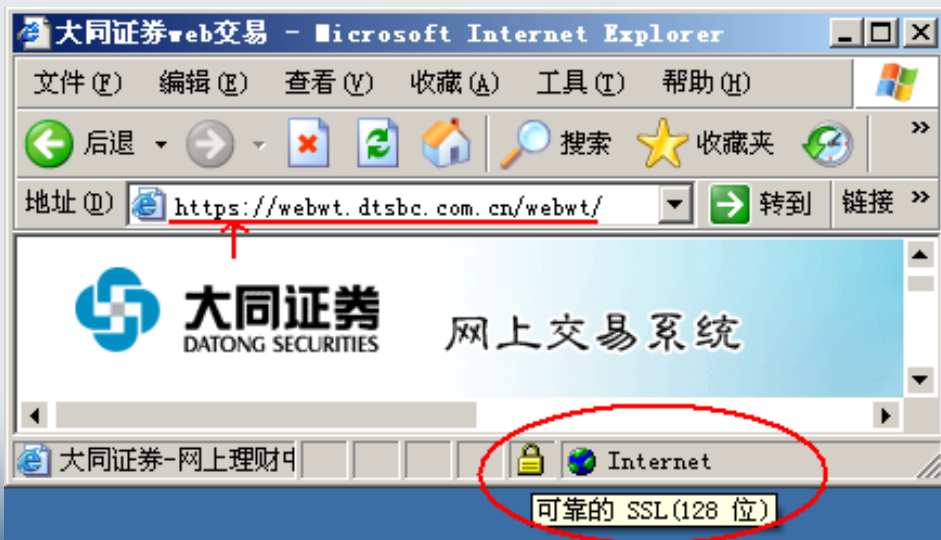 大同证券web交易 - Microsoft Internet Explorer
文件(F) 编辑(E) 查看(V) 收藏(A) 工具(T) 帮助(H)
后退 搜索 收藏夹 »
地址(D) https://webwt.dtsbc.com.cn/webwt/ 转到 链接 »
大同证券 网上交易系统
DATONG SECURITIES
大同证券-网上理财 Internet
可靠的 SSL(128 位)